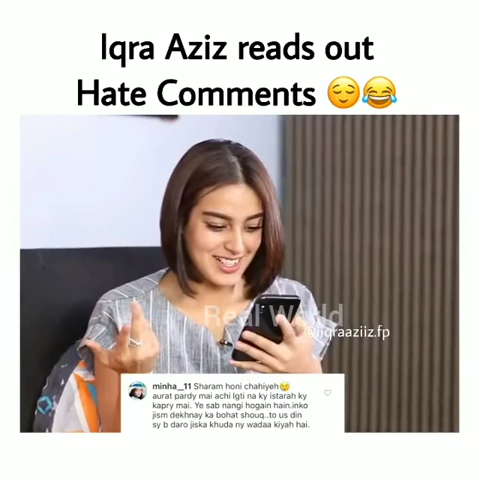 Iqra Aziz reads out
Hate Comments 😌😂
Real World
@iqraaziiz.fp
minha__11 Sharam honi chahiyeh😢
aurat pardy mai achi lgti na ky istarah ky
kapry mai. Ye sab nangi hogain hain.inko
jism dekhnay ka bohat shouq..to us din
sy b daro jiska khuda ny wadaa kiyah hai.